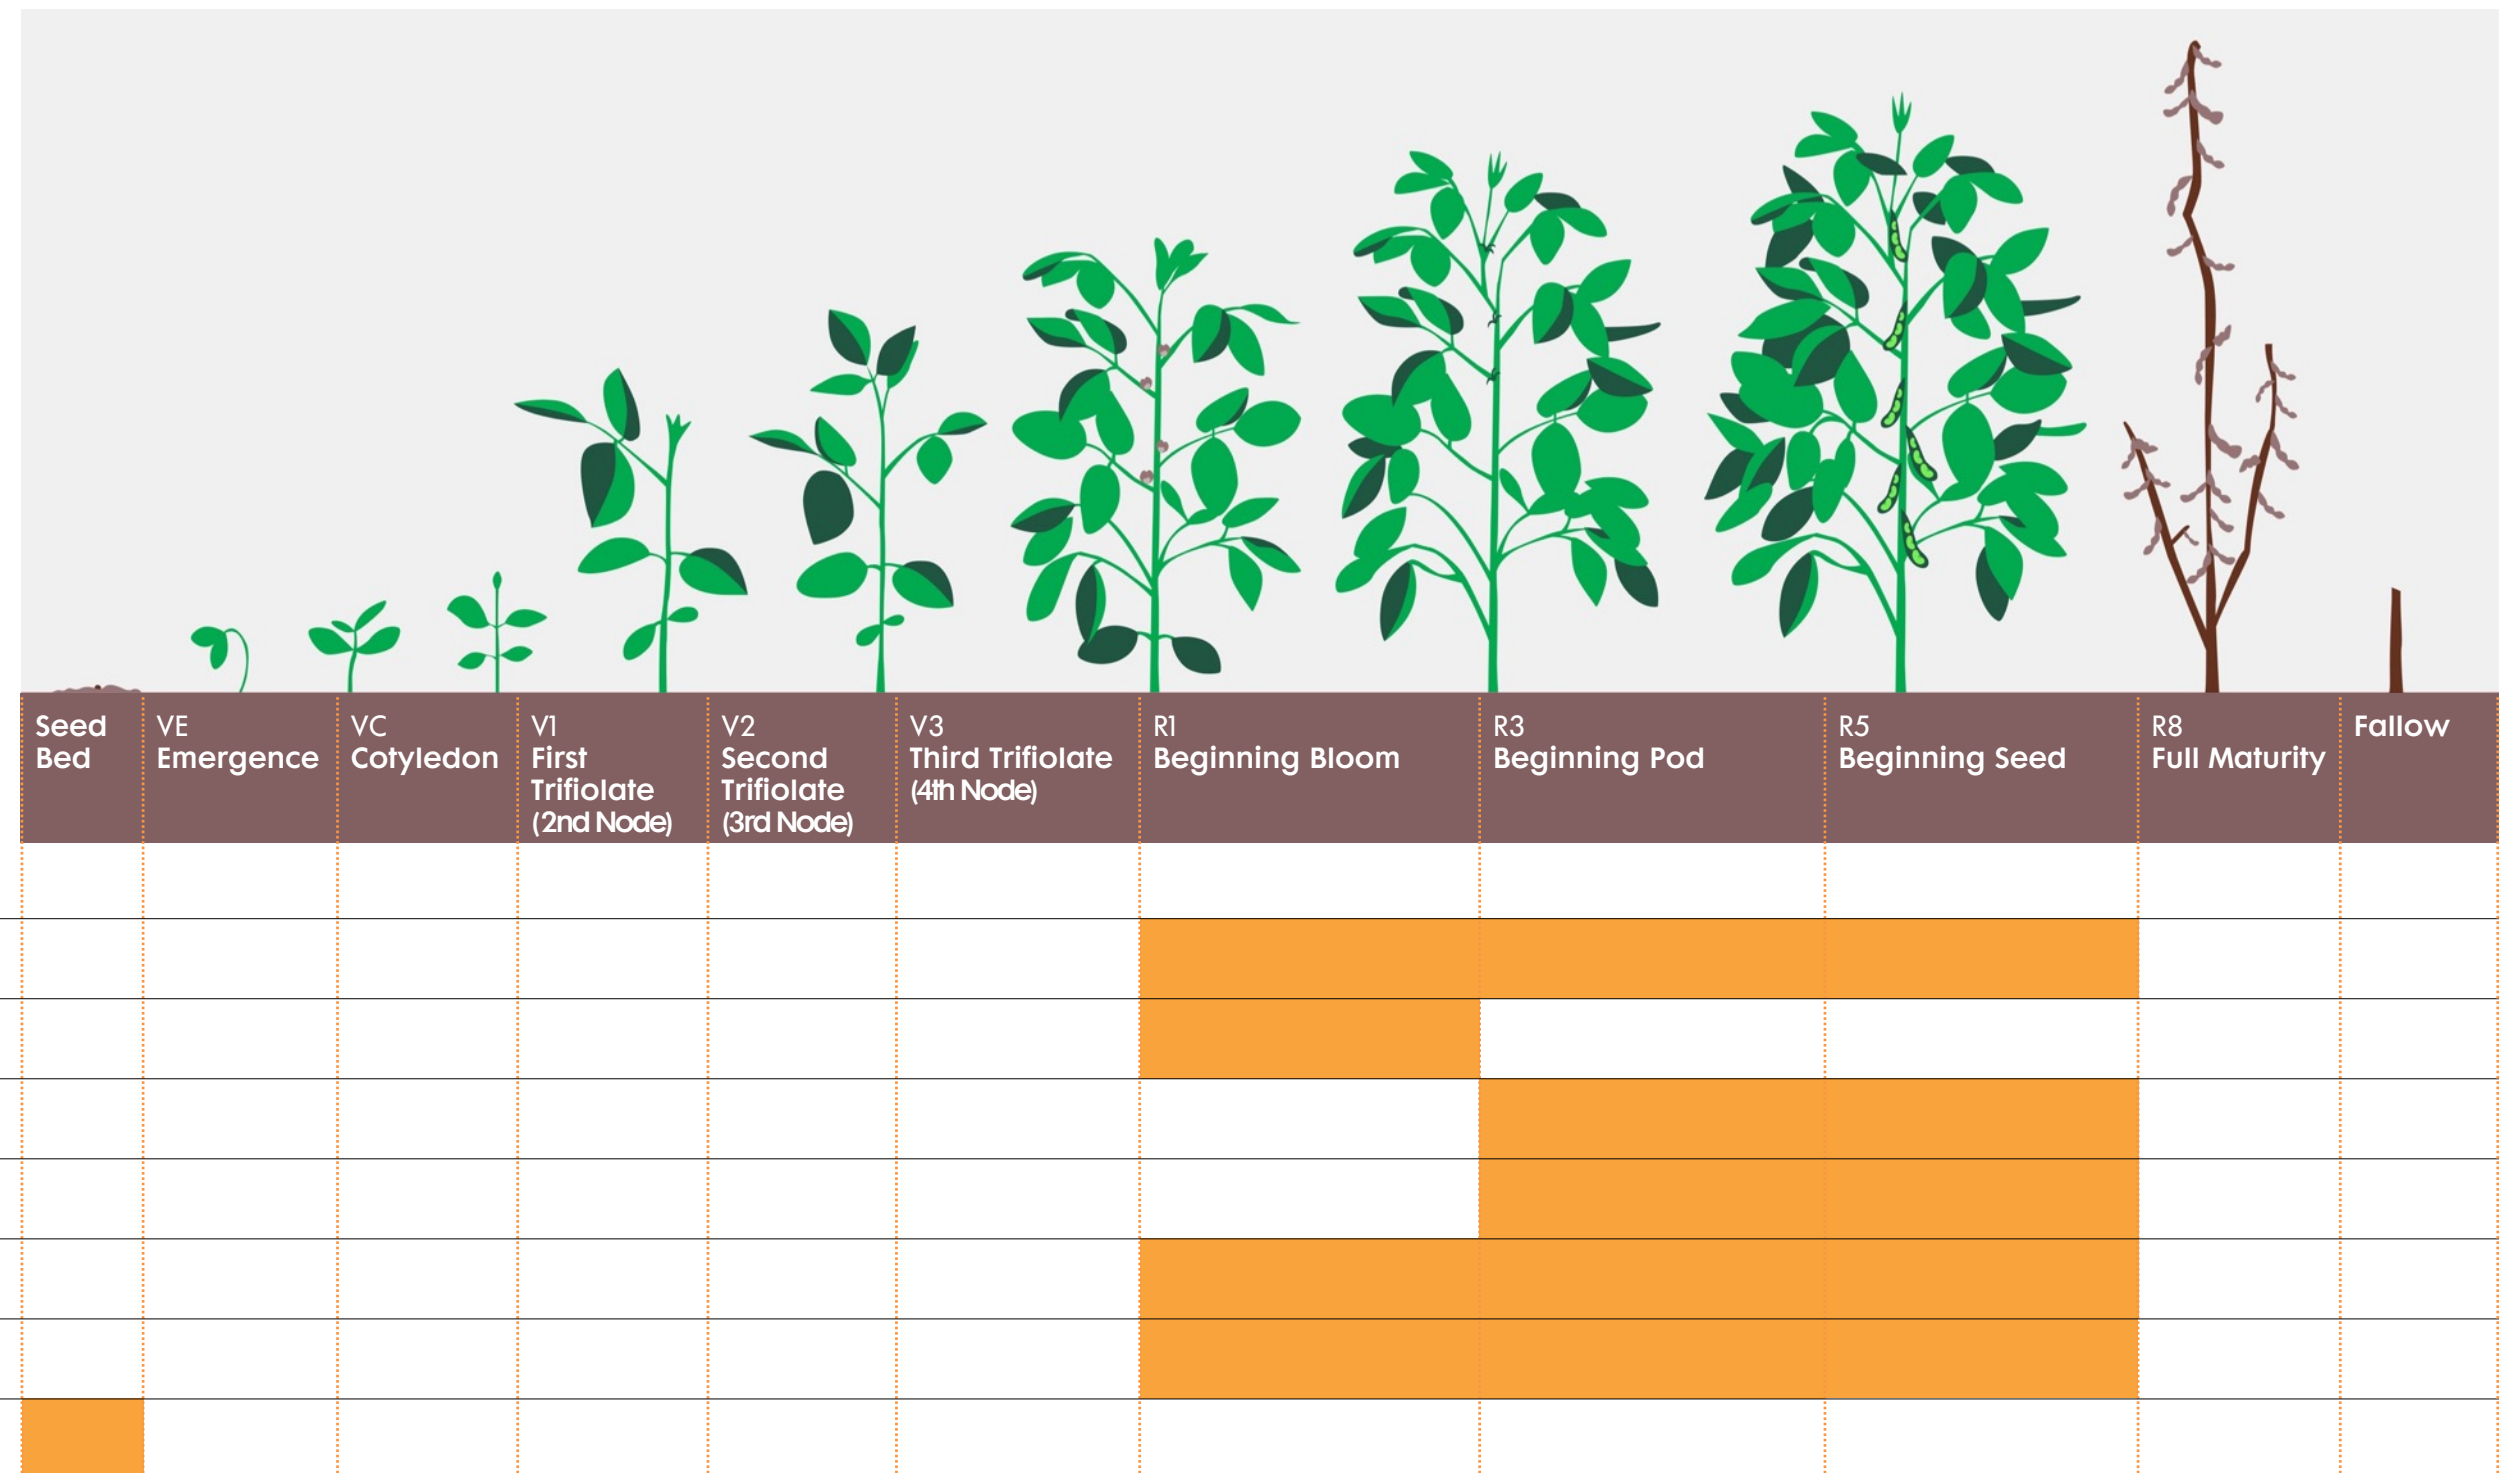 Seed
Bed
VE
Emergence
VC
Cotyledon
V1
First
Trifiolate
(2nd Node)
V2
Second
Trifiolate
(3rd Node)
V3
Third Trifiolate
(4th Node)
R1
Beginning Bloom
R3
Beginning Pod
R5
Beginning Seed
R8
Full Maturity
Fallow